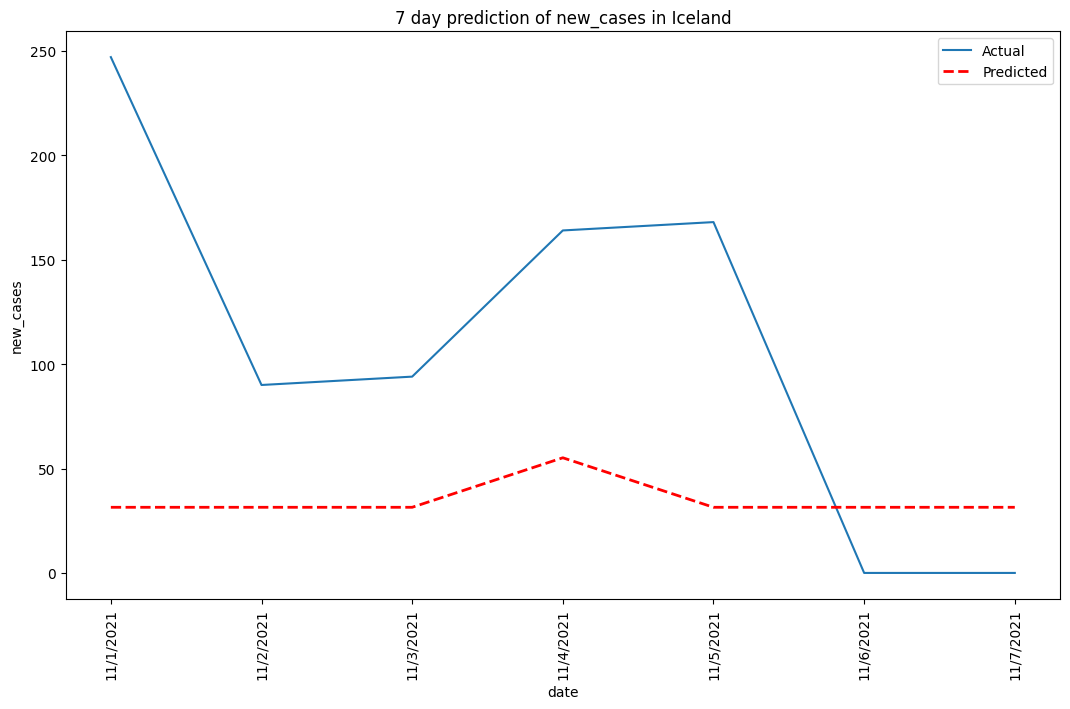 7 day prediction of new_cases in Iceland
Actual
Predicted
new_cases
250
200
150
100
50
0
11/1/2021
11/2/2021
11/3/2021
11/4/2021
11/5/2021
11/6/2021
11/7/2021
date